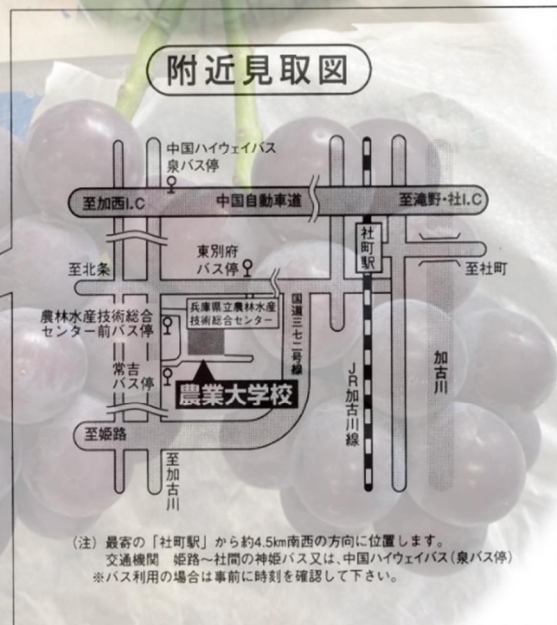 附近見取図
中国ハイウェイバス
泉バス停
至加西I.C
中国自動車道
至滝野・社I.C
社町駅
東別府
バス停
至北条
至社町
兵庫県立農林水産
技術総合センター
農林水産技術総合
センター前バス停
国道三七二号線
常吉
バス停
農業大学校
JR加古川線
加古川
至姫路
至加古川
(注) 最寄の「社町駅」から約4.5km南西の方向に位置します。
交通機関 姫路〜社間の神姫バス又は、中国ハイウェイバス(泉バス停)
※バス利用の場合は事前に時刻を確認して下さい。